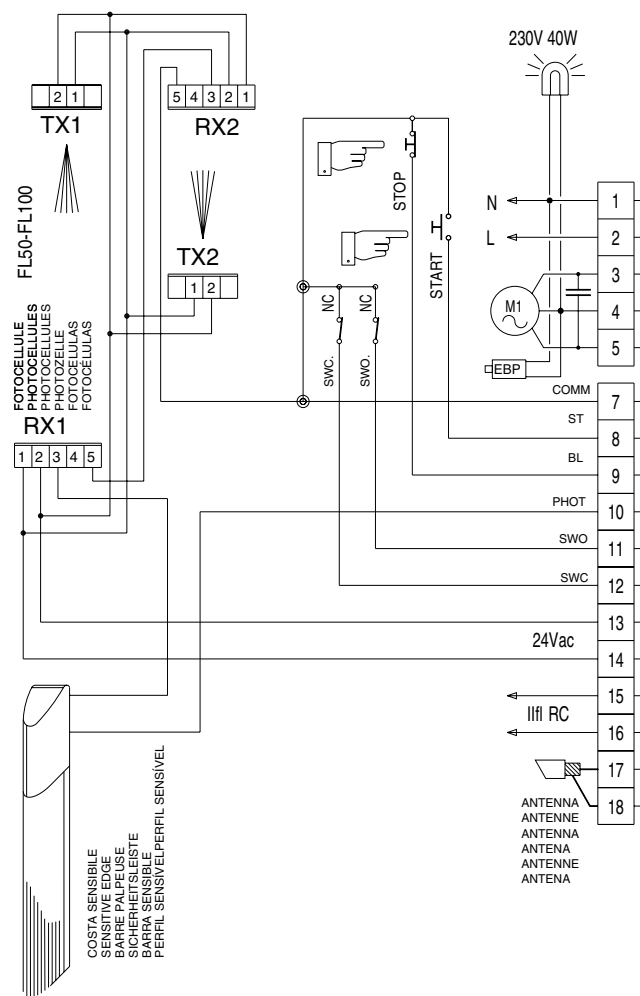 230V 40W
2 1
TX1
5 4 3 2 1
RX2
FL50-FL100
TX2
1 2
STOP
START
N
L
1
2
3
4
5
M1
EBP
NC
NC
SWC.
SWO.
FOTOCELLULE
PHOTOCELLULES
PHOTOCELLULES
PHOTOZELLE
FOTOCELULAS
FOTOCÉLULAS
RX1
1 2 3 4 5
COMM
7
ST
8
BL
9
PHOT
10
SWO
11
SWC
12
13
24Vac
14
15
IIfl RC
16
17
18
ANTENNA
ANTENNE
ANTENNA
ANTENA
ANTENNE
ANTENA
COSTA SENSIBILE
SENSITIVE EDGE
BARRE PALPEUSE
SICHERHEITSLEISTE
BARRA SENSIBLE
PERFIL SENSÍVELPERFIL SENSÍVEL